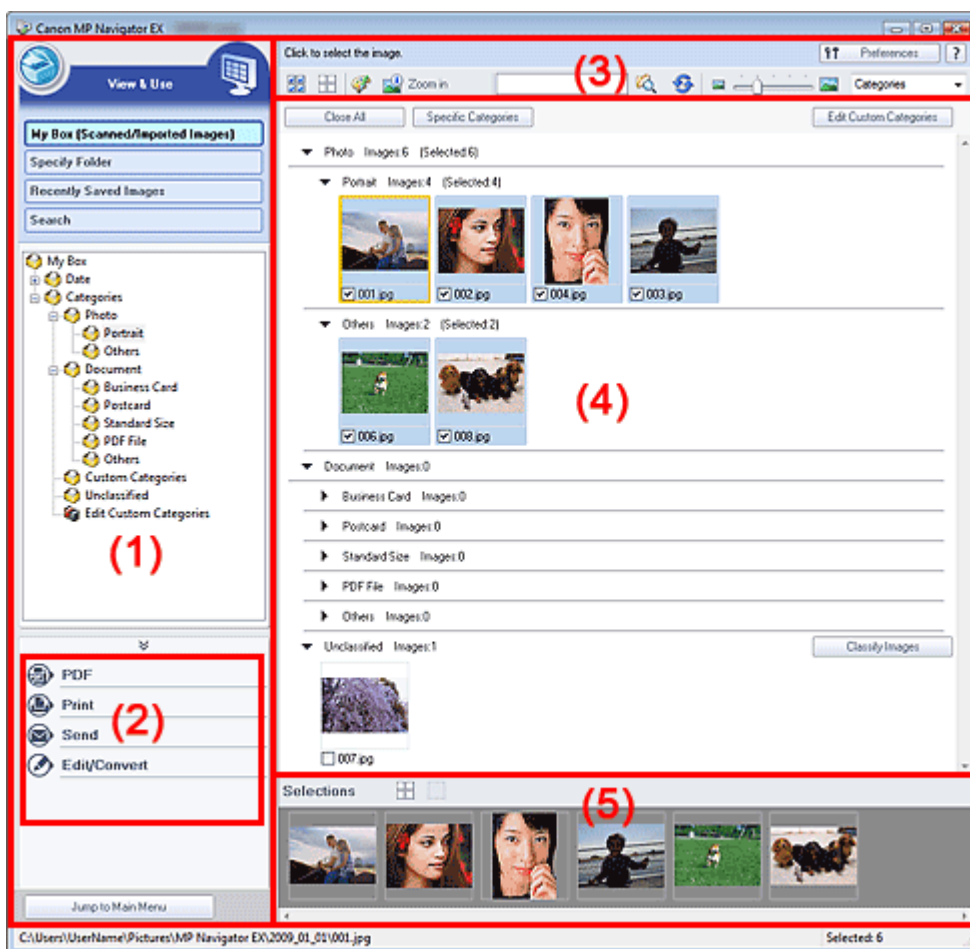 Canon MP Navigator EX
View & Use
My Box (Scanned/Imported Images)
Specify Folder
Recently Saved Images
Search
My Box
Date
Categories
Photo
Portrait
Others
Document
Business Card
Postcard
Standard Size
PDF File
Others
Custom Categories
Unclassified
Edit Custom Categories
(1)
PDF
Print
Send
Edit/Convert
(2)
Jump to Main Menu
Click to select the image.
Preferences
?
Zoom in
Categories
(3)
Close All
Specific Categories
Edit Custom Categories
Photo Images:6 (Selected:6)
Portrait Images:4 (Selected:4)
001.jpg
002.jpg
004.jpg
003.jpg
Others Images:2 (Selected:2)
006.jpg
008.jpg
(4)
Document Images:0
Business Card Images:0
Postcard Images:0
Standard Size Images:0
PDF File Images:0
Others Images:0
Unclassified Images:1
Classify Images
007.jpg
Selections
(5)
C:\Users\UserName\Pictures\MP Navigator EX\2009_01_01\001.jpg
Selected: 6